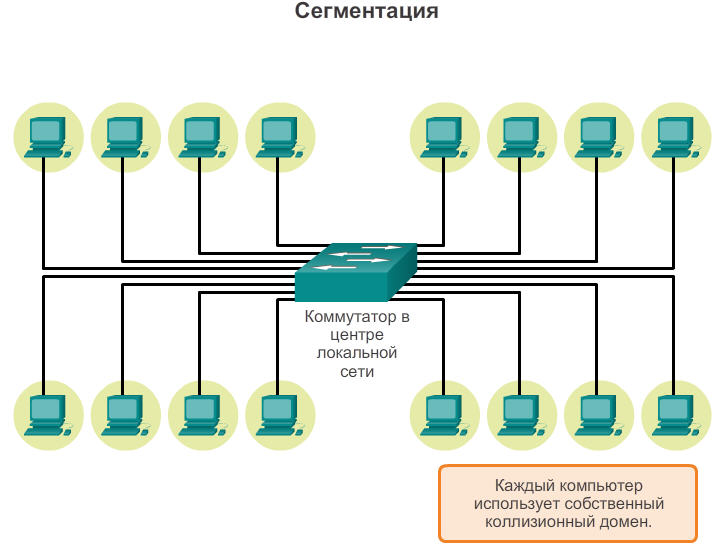 Сегментация
Коммутатор в
центре
локальной
сети
Каждый компьютер
использует собственный
коллизионный домен.